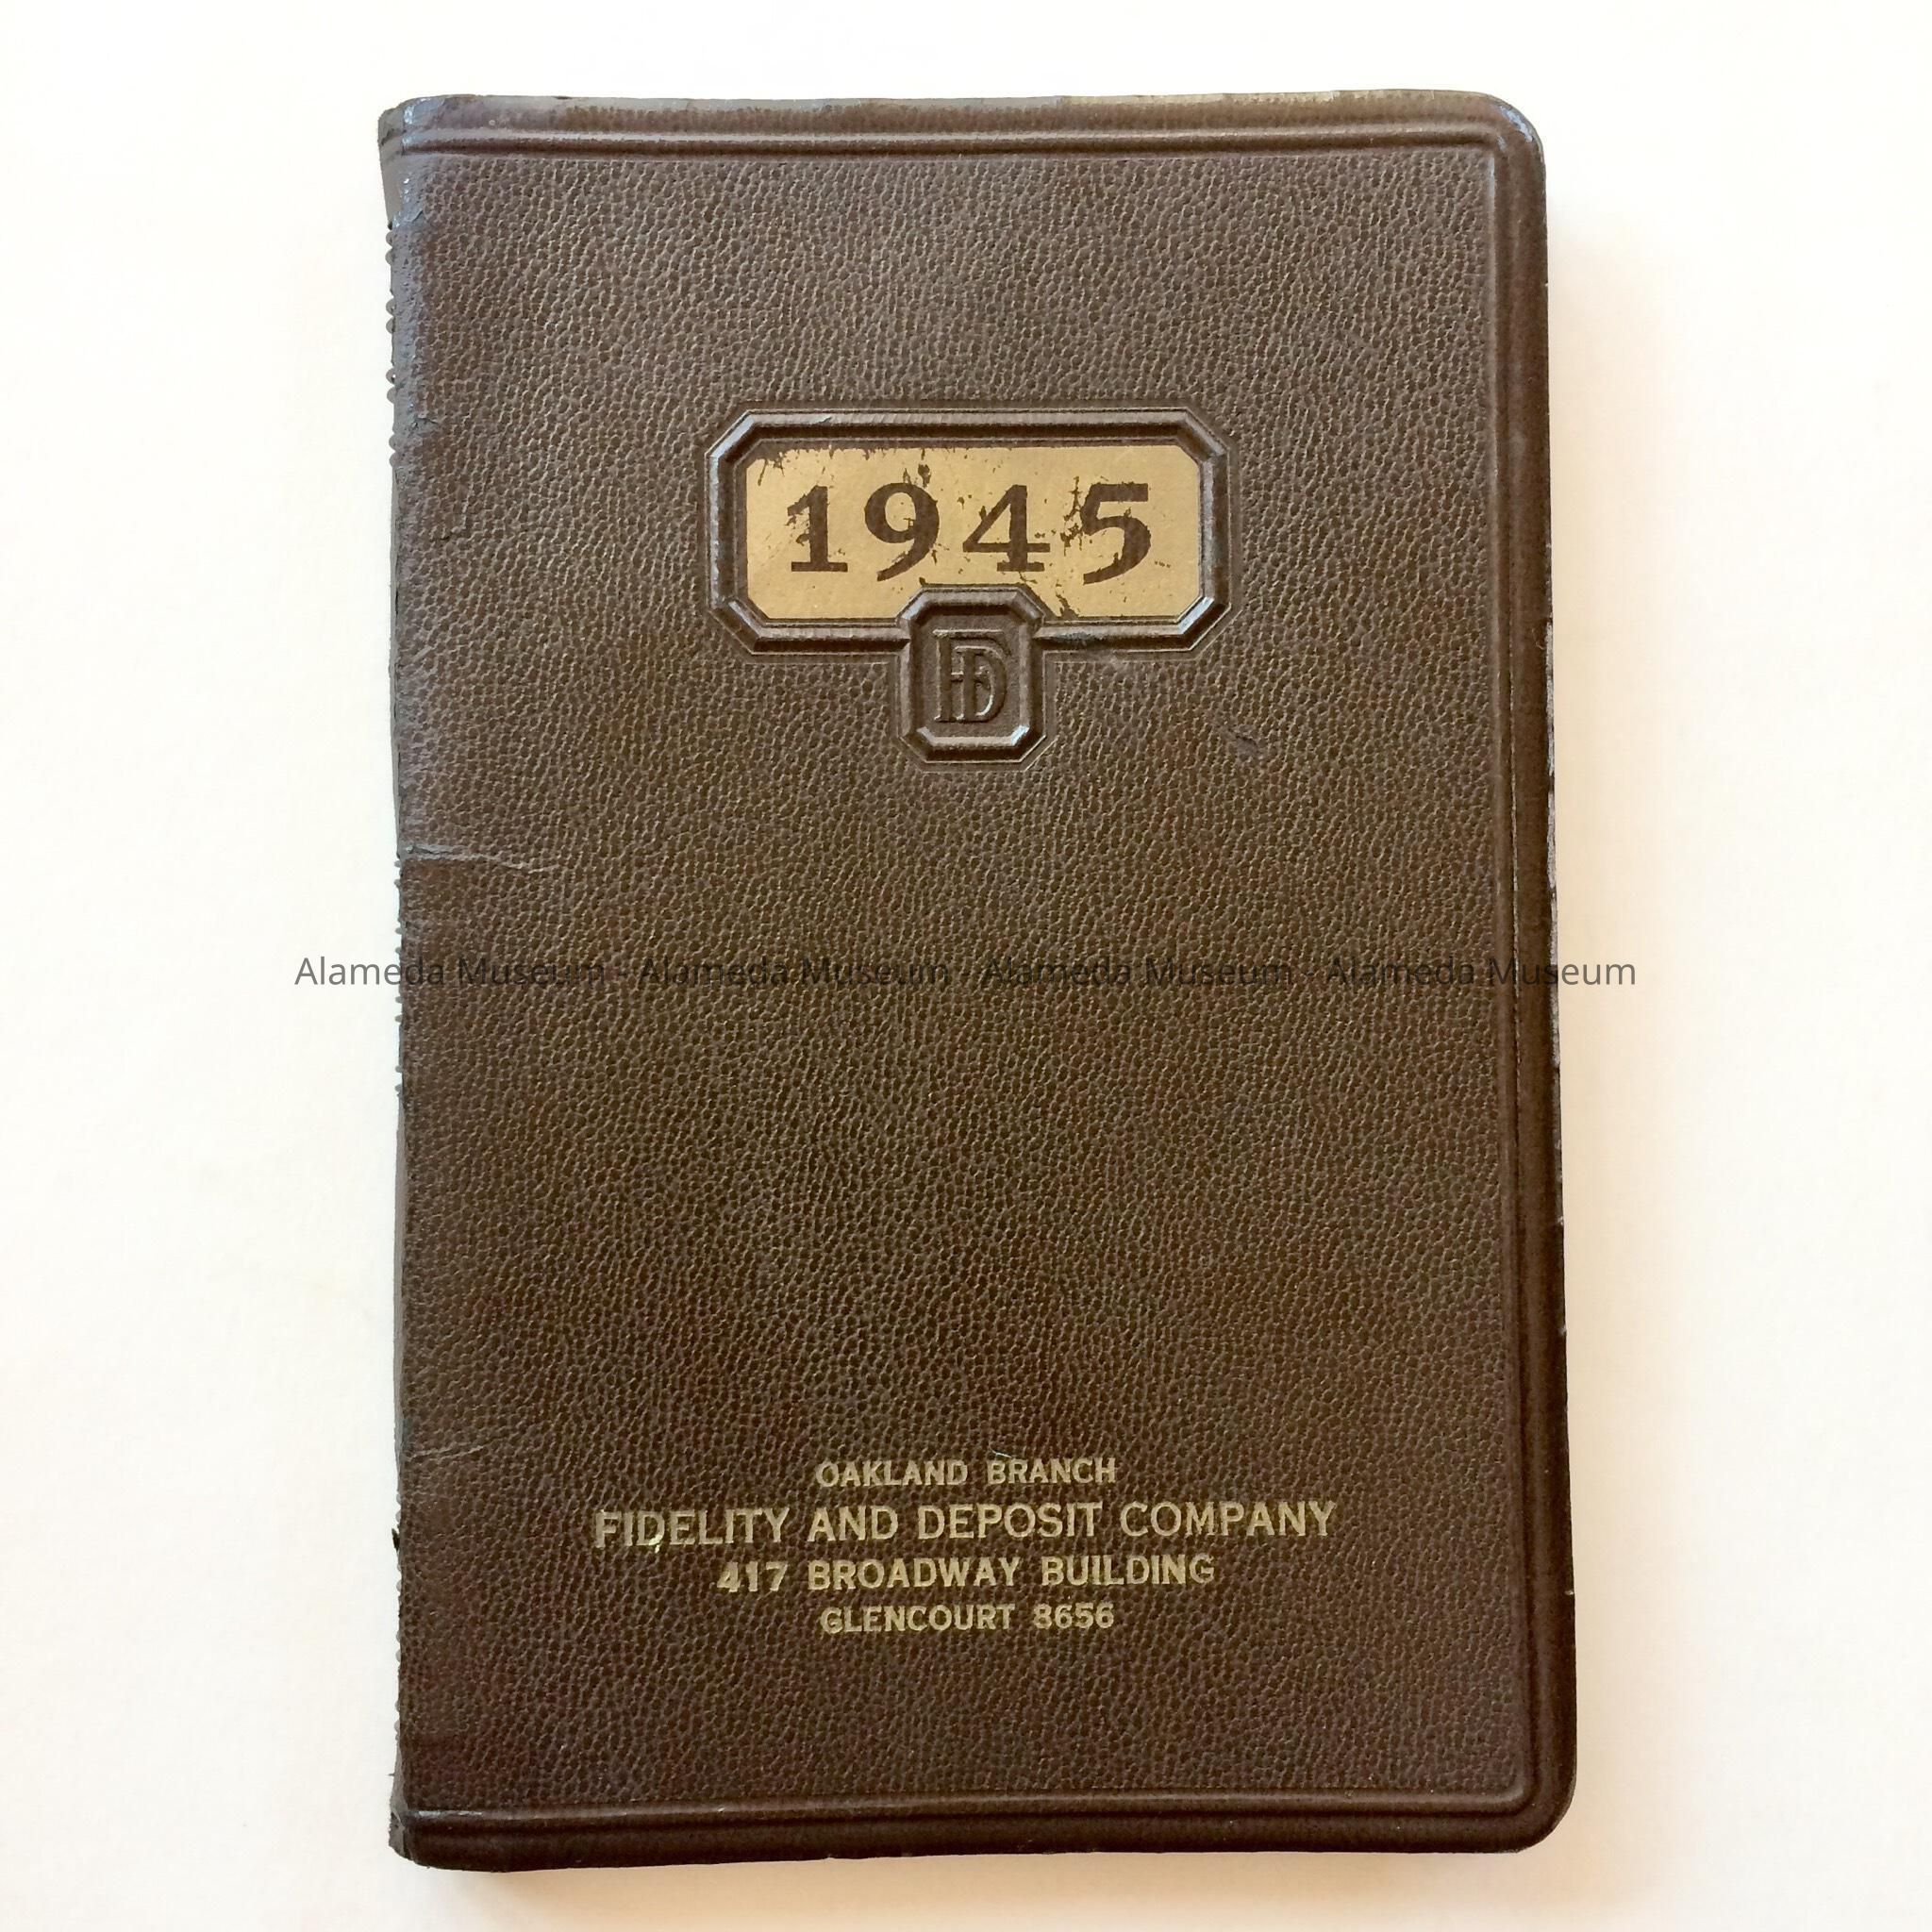 1945
FD
Alameda Museum - Alameda Museum - Alameda Museum - Alameda Museum
OAKLAND BRANCH
FIDELITY AND DEPOSIT COMPANY
417 BROADWAY BUILDING
GLENCOURT 8656